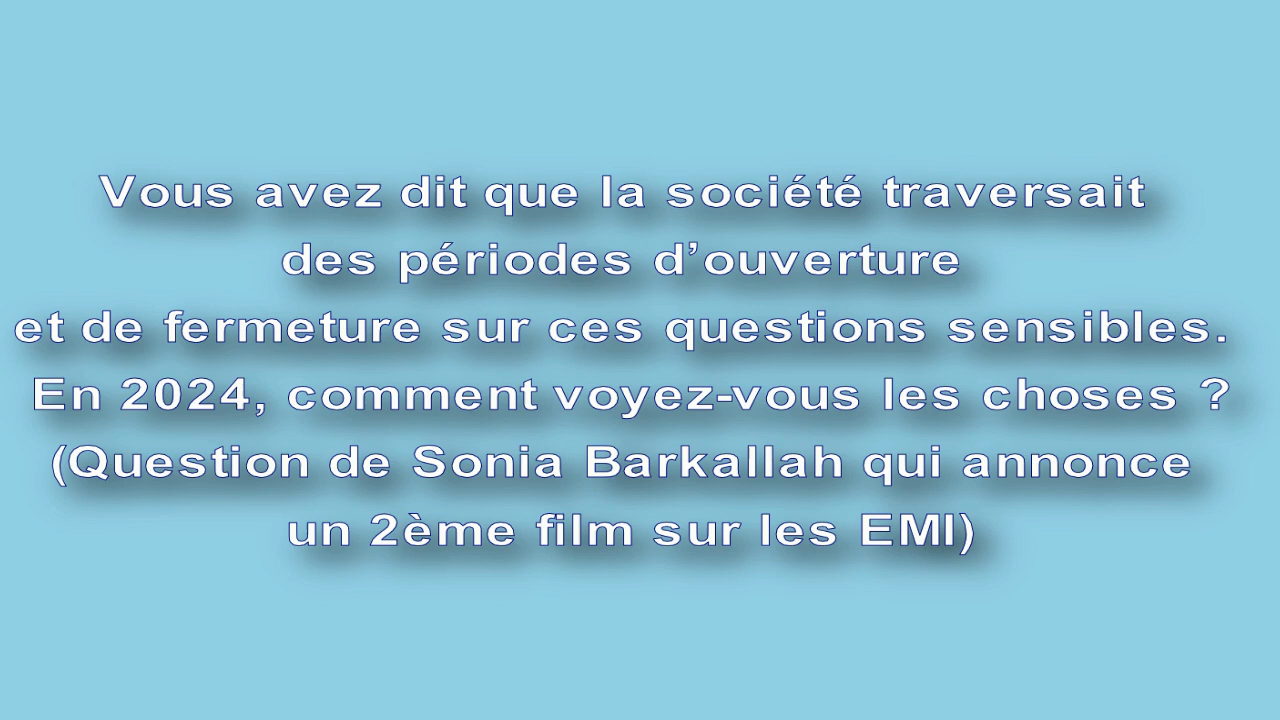 Vous avez dit que la société traversait
des périodes d’ouverture
et de fermeture sur ces questions sensibles.
En 2024, comment voyez-vous les choses ?
(Question de Sonia Barkallah qui annonce
un 2ème film sur les EMI)